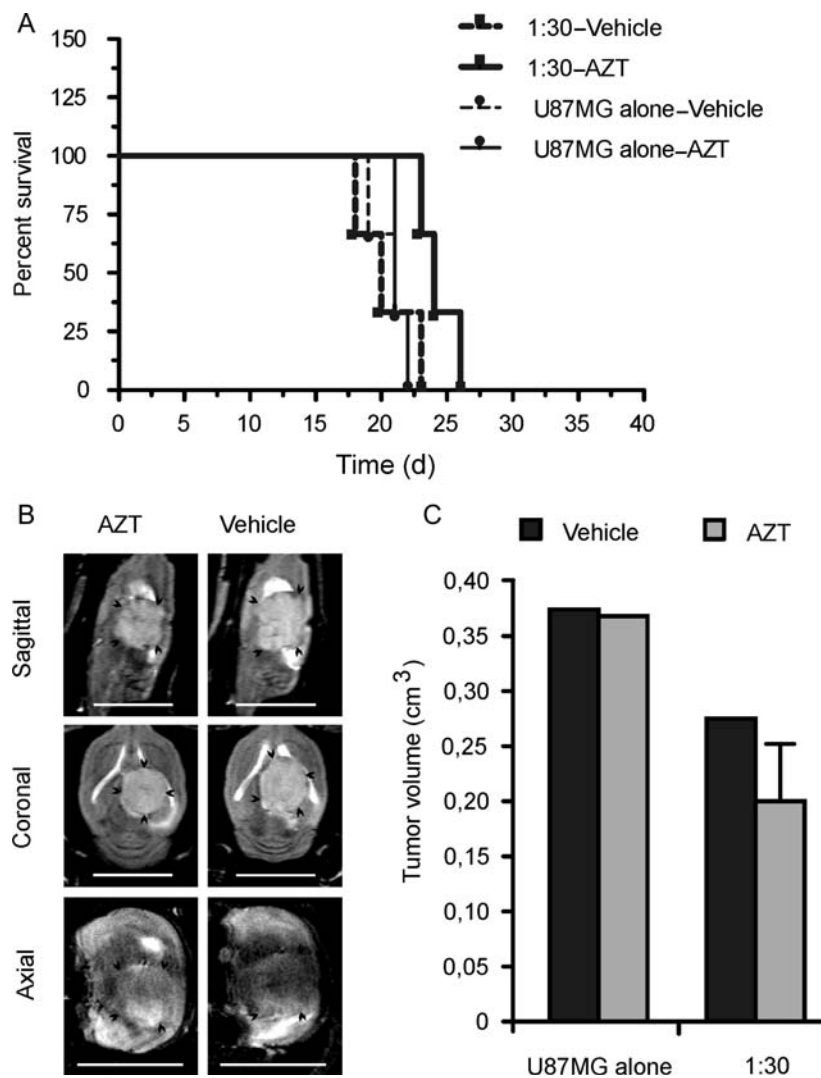 A
1:30–Vehicle
1:30–AZT
U87MG alone–Vehicle
U87MG alone–AZT
Percent survival
150
125
100
75
50
25
0
0 5 10 15 20 25 30 35 40
Time (d)
B
AZT Vehicle
Sagittal
Coronal
Axial
C
Vehicle AZT
Tumor volume (cm³)
0,40
0,35
0,30
0,25
0,20
0,15
0,10
0,05
0
U87MG alone 1:30